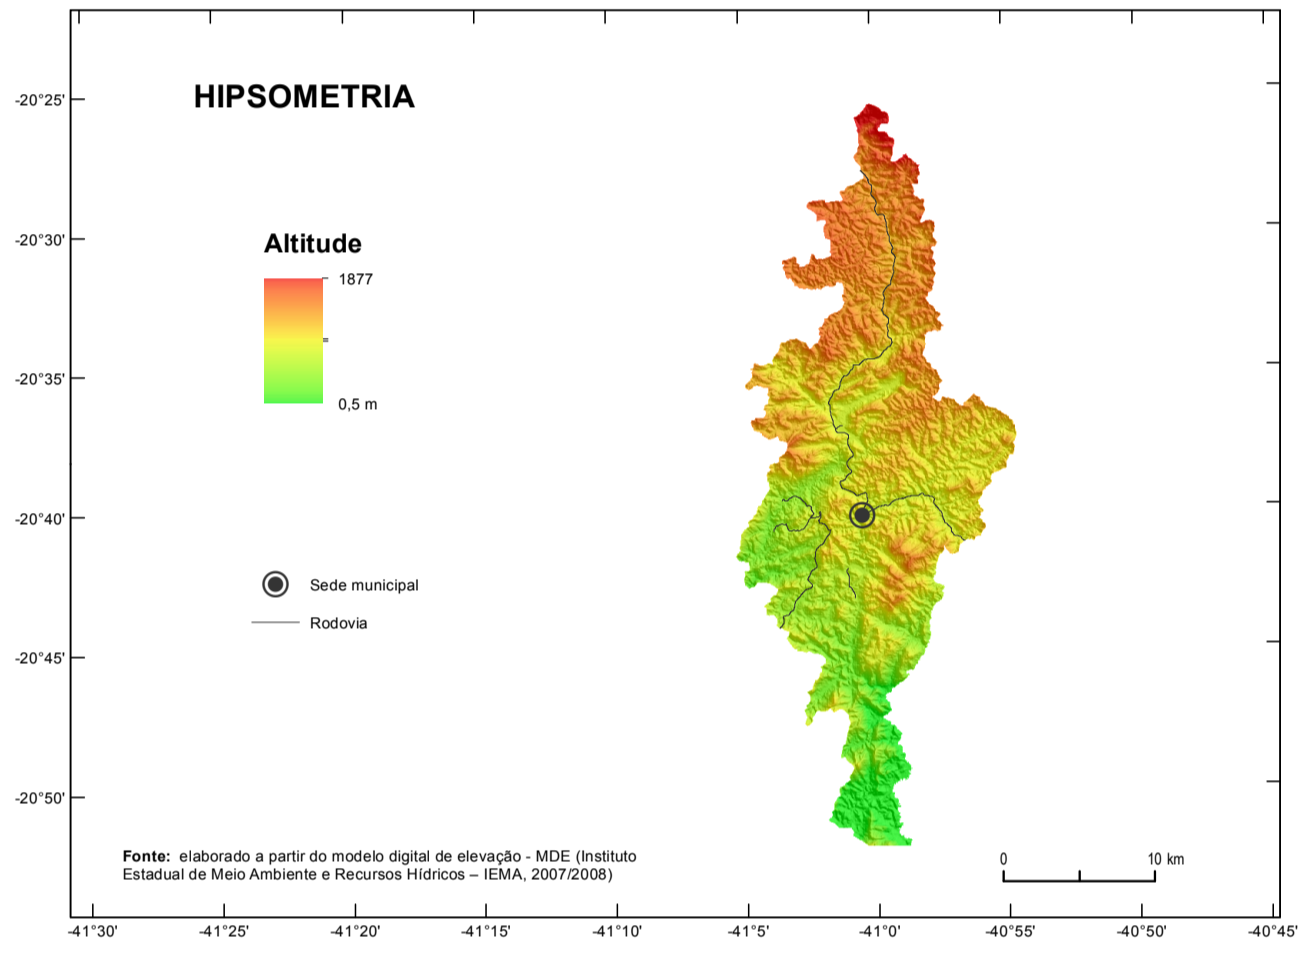 HIPSOMETRIA
Altitude
1877
0,5 m
Sede municipal
Rodovia
Fonte: elaborado a partir do modelo digital de elevação - MDE (Instituto
Estadual de Meio Ambiente e Recursos Hídricos – IEMA, 2007/2008)
0 10 km
-20°25'
-20°30'
-20°35'
-20°40'
-20°45'
-20°50'
-41°30' -41°25' -41°20' -41°15' -41°10' -41°5' -41°0' -40°55' -40°50' -40°45'